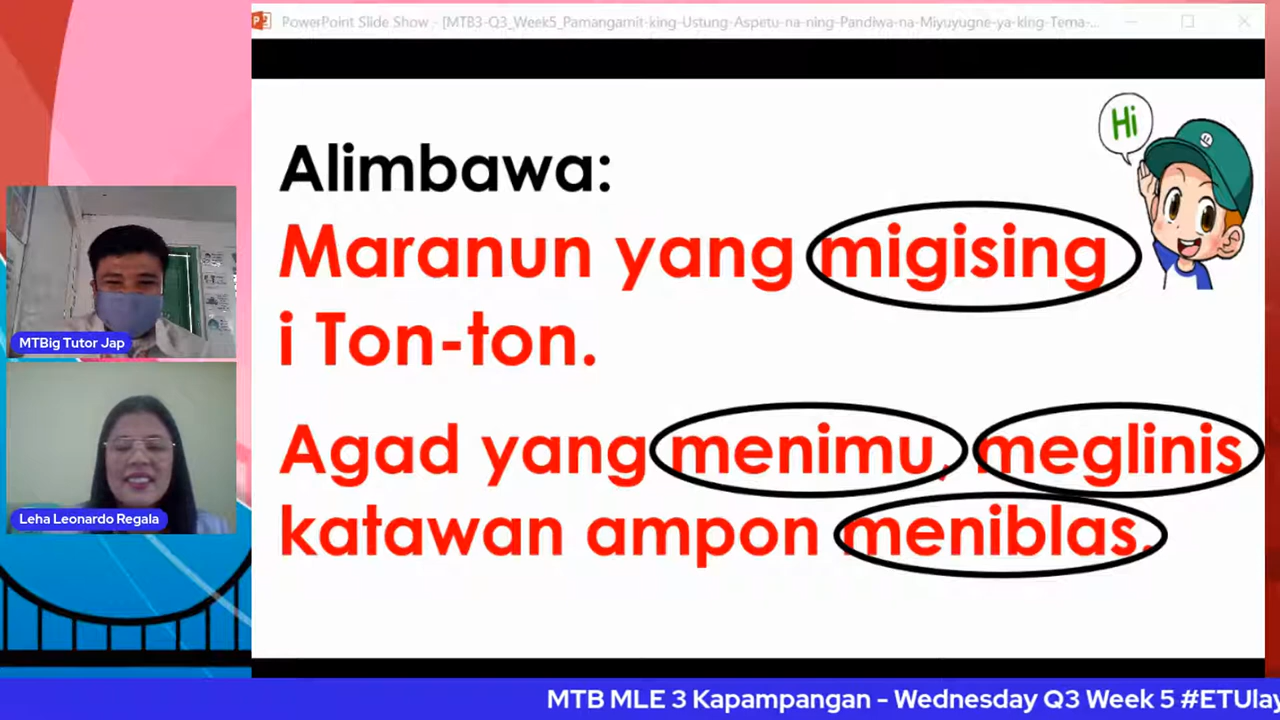 PowerPoint Slide Show - [MTB3-Q3_Week5_Pamangamit-king-Ustung-Aspetu-na-ning-Pandiwa-na-Miyuyugne-ya-king-Tema-...
Hi
Alimbawa:
Maranun yang migising
i Ton-ton.
Agad yang menimu, meglinis
katawan ampon meniblas.
MTBig Tutor Jap
Leha Leonardo Regala
MTB MLE 3 Kapampangan - Wednesday Q3 Week 5 #ETUlay